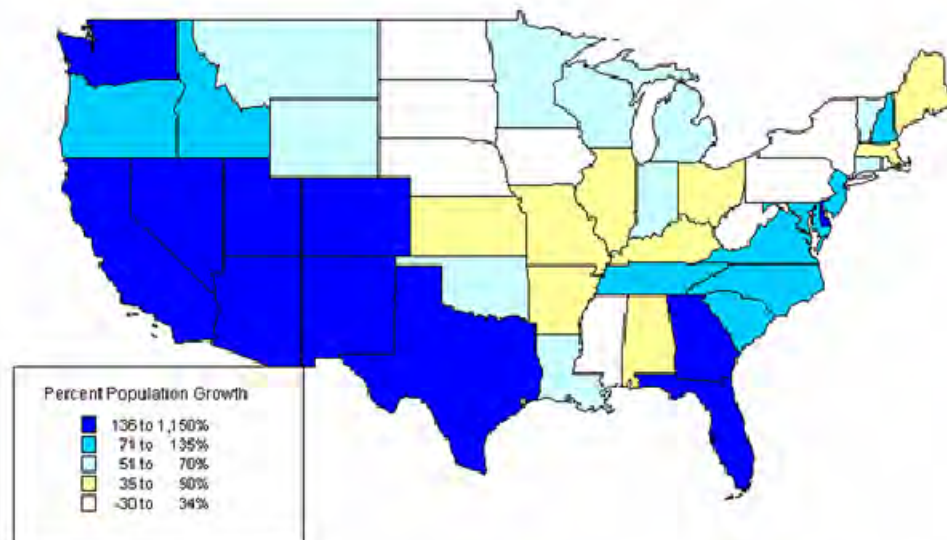 Percent Population Growth
136 to 1,150%
71 to 135%
51 to 70%
35 to 50%
-30 to 34%